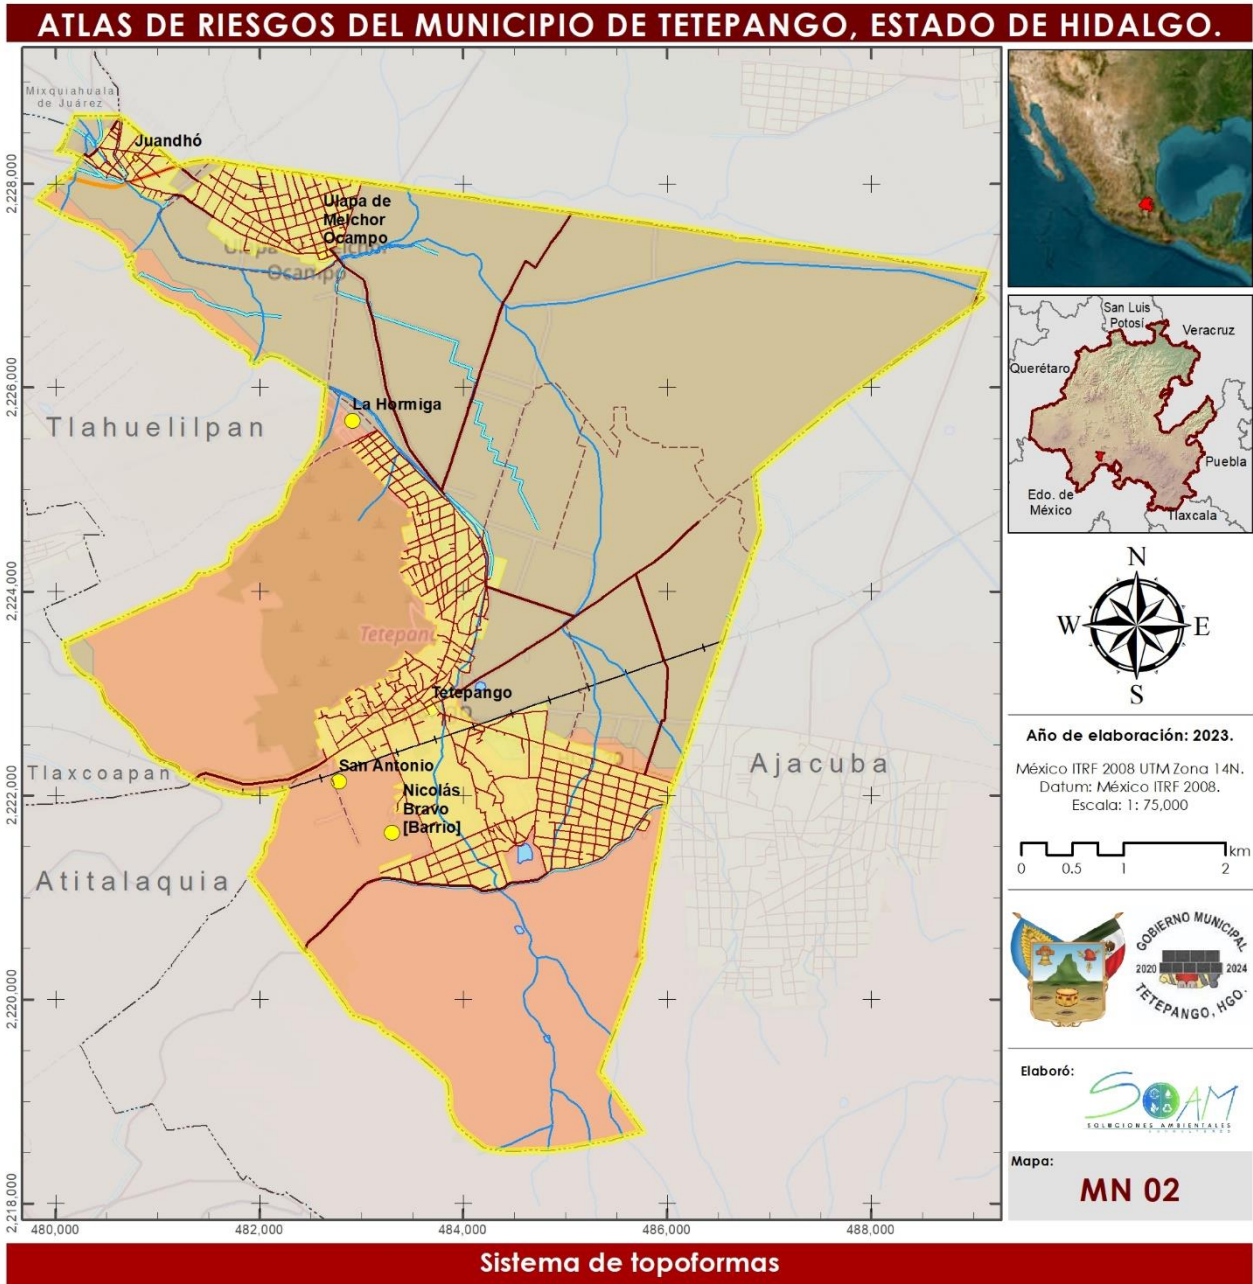 ATLAS DE RIESGOS DEL MUNICIPIO DE TETEPANGO, ESTADO DE HIDALGO.
Mixquiahuala
de Juárez
Juandhó
Ulapa de
Melchor
Ocampo
Ocampo
La Hormiga
Tlahuelilpan
Tetepang
Tetepango
San Antonio
Tlaxcoapan
Nicolás
Bravo
[Barrio]
Ajacuba
Atitalaquia
2,228,000
2,226,000
2,224,000
2,222,000
2,220,000
2,218,000
480,000
482,000
484,000
486,000
488,000
San Luis
Potosí
Veracruz
Querétaro
Puebla
Edo. de
México
Tlaxcala
N
W
E
S
Año de elaboración: 2023.
México ITRF 2008 UTM Zona 14N.
Datum: México ITRF 2008.
Escala: 1: 75,000
km
0 0.5 1 2
GOBIERNO MUNICIPAL
2020 2024
TETEPANGO, HGO.
Elaboró:
SOAM
SOLUCIONES AMBIENTALES
Mapa:
MN 02
Sistema de topoformas